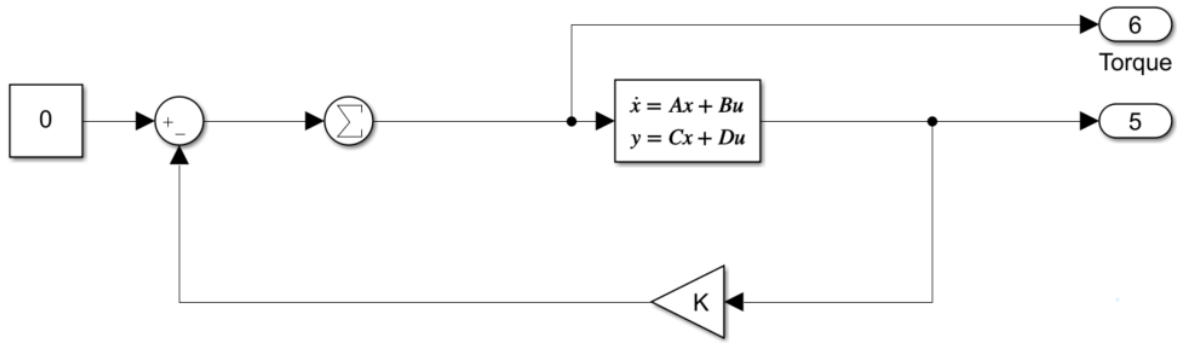 6
Torque
0
+
−
∑
ẋ = Ax + Bu
y = Cx + Du
5
K